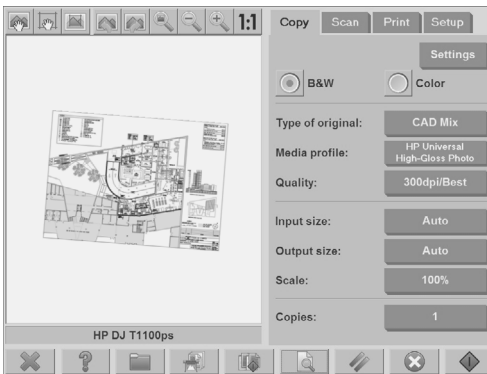 1:1
Copy
Scan
Print
Setup
Settings
B&W
Color
Type of original:
CAD Mix
Media profile:
HP Universal
High-Gloss Photo
Quality:
300dpi/Best
Input size:
Auto
Output size:
Auto
Scale:
100%
Copies:
1
HP DJ T1100ps